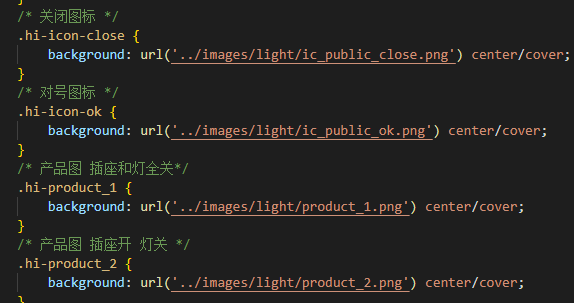 /* 关闭图标 */
.hi-icon-close {
    background: url('../images/light/ic_public_close.png') center/cover;
}
/* 对号图标 */
.hi-icon-ok {
    background: url('../images/light/ic_public_ok.png') center/cover;
}
/* 产品图 插座和灯全关*/
.hi-product_1 {
    background: url('../images/light/product_1.png') center/cover;
}
/* 产品图 插座开 灯关 */
.hi-product_2 {
    background: url('../images/light/product_2.png') center/cover;
}